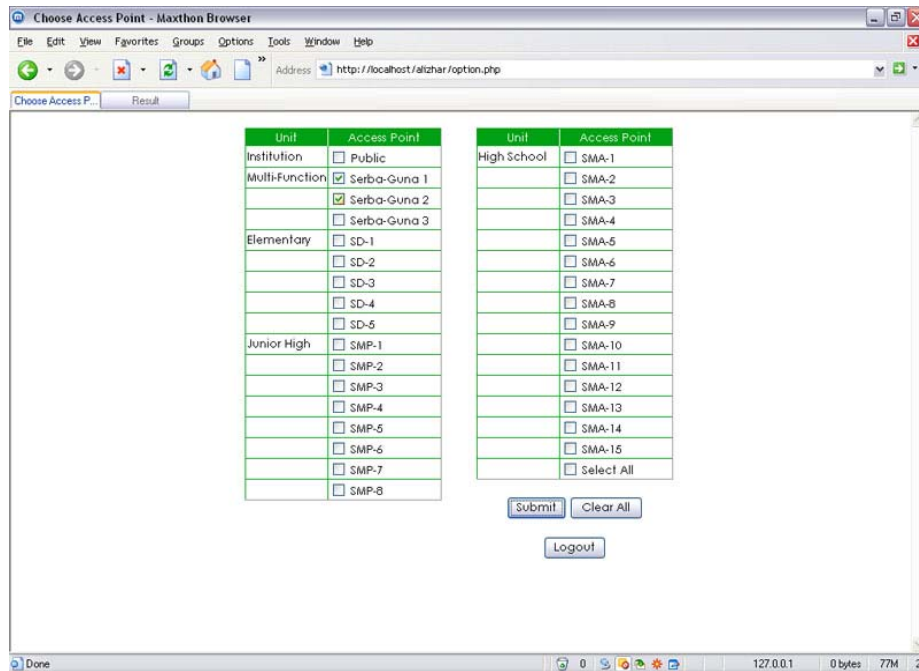 Choose Access Point - Maxthon Browser
File Edit View Favorites Groups Options Tools Window Help
» Address http://localhost/alizhar/option.php
Choose Access P... Result
Unit Access Point
Institution Public
Multi-Function Serba-Guna 1
Serba-Guna 2
Serba-Guna 3
Elementary SD-1
SD-2
SD-3
SD-4
SD-5
Junior High SMP-1
SMP-2
SMP-3
SMP-4
SMP-5
SMP-6
SMP-7
SMP-8
Unit Access Point
High School SMA-1
SMA-2
SMA-3
SMA-4
SMA-5
SMA-6
SMA-7
SMA-8
SMA-9
SMA-10
SMA-11
SMA-12
SMA-13
SMA-14
SMA-15
Select All
Submit Clear All
Logout
Done 0 127.0.0.1 0 bytes 77M